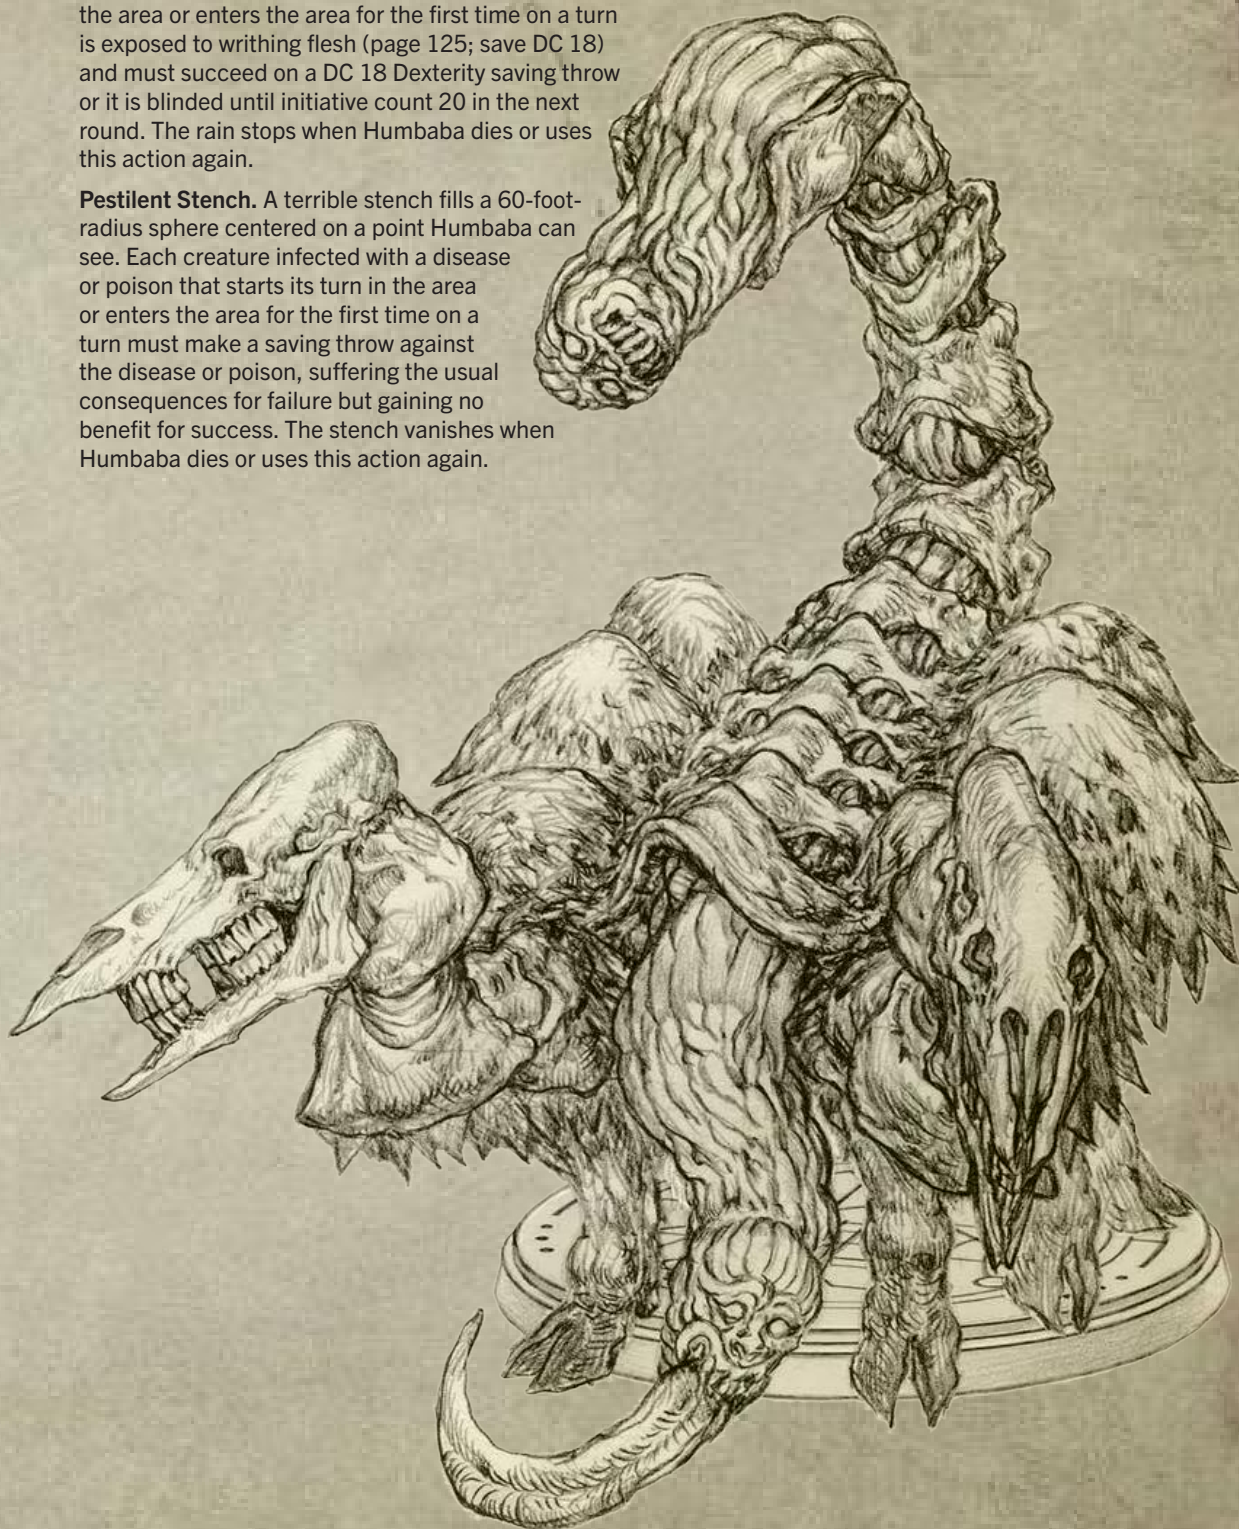 the area or enters the area for the first time on a turn
is exposed to writhing flesh (page 125; save DC 18)
and must succeed on a DC 18 Dexterity saving throw
or it is blinded until initiative count 20 in the next
round. The rain stops when Humbaba dies or uses
this action again.
Pestilent Stench. A terrible stench fills a 60-foot-
radius sphere centered on a point Humbaba can
see. Each creature infected with a disease
or poison that starts its turn in the area
or enters the area for the first time on a
turn must make a saving throw against
the disease or poison, suffering the usual
consequences for failure but gaining no
benefit for success. The stench vanishes when
Humbaba dies or uses this action again.